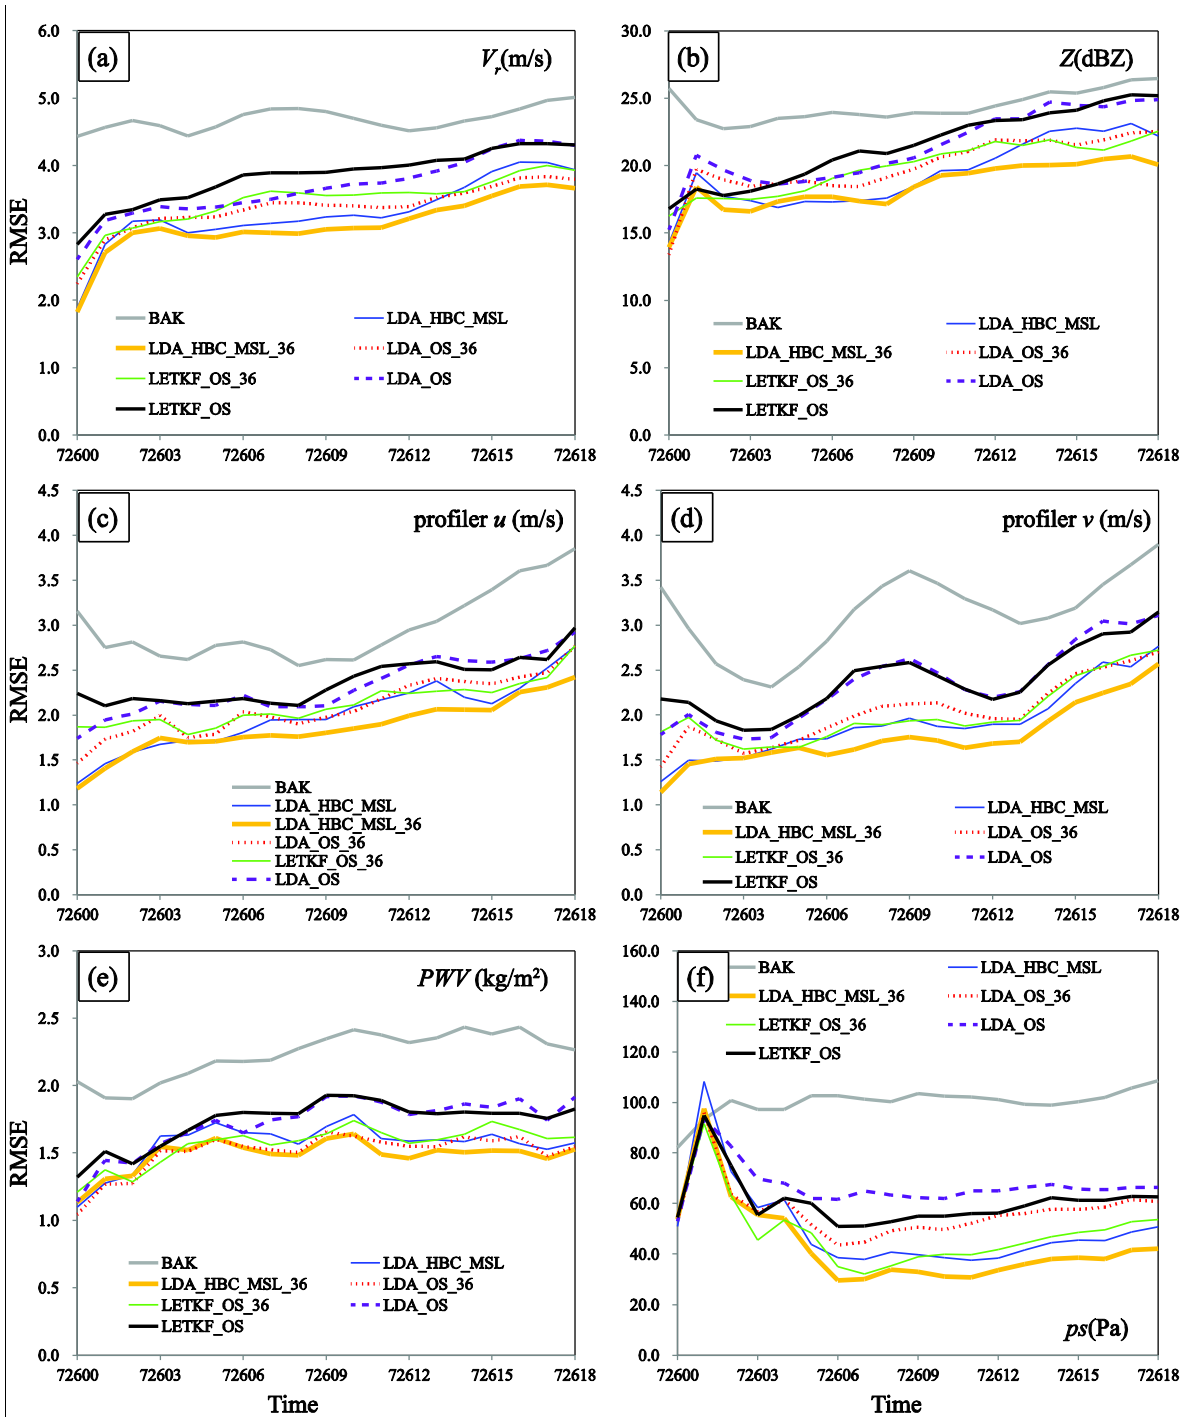 (a)
V_r(m/s)
RMSE
6.0
5.0
4.0
3.0
2.0
1.0
0.0
BAK
LDA_HBC_MSL
LDA_HBC_MSL_36
LDA_OS_36
LETKF_OS_36
LDA_OS
LETKF_OS
72600 72603 72606 72609 72612 72615 72618
(b)
Z(dBZ)
30.0
25.0
20.0
15.0
10.0
5.0
0.0
BAK
LDA_HBC_MSL
LDA_HBC_MSL_36
LDA_OS_36
LETKF_OS_36
LDA_OS
LETKF_OS
72600 72603 72606 72609 72612 72615 72618
(c)
profiler u (m/s)
RMSE
4.5
4.0
3.5
3.0
2.5
2.0
1.5
1.0
0.5
0.0
BAK
LDA_HBC_MSL
LDA_HBC_MSL_36
LDA_OS_36
LETKF_OS_36
LDA_OS
72600 72603 72606 72609 72612 72615 72618
(d)
profiler v (m/s)
4.5
4.0
3.5
3.0
2.5
2.0
1.5
1.0
0.5
0.0
BAK
LDA_HBC_MSL
LDA_HBC_MSL_36
LDA_OS_36
LETKF_OS_36
LDA_OS
LETKF_OS
72600 72603 72606 72609 72612 72615 72618
(e)
PWV (kg/m²)
RMSE
3.0
2.5
2.0
1.5
1.0
0.5
0.0
BAK
LDA_HBC_MSL
LDA_HBC_MSL_36
LDA_OS_36
LETKF_OS_36
LDA_OS
LETKF_OS
72600 72603 72606 72609 72612 72615 72618
Time
(f)
160.0
140.0
120.0
100.0
80.0
60.0
40.0
20.0
0.0
BAK
LDA_HBC_MSL
LDA_HBC_MSL_36
LDA_OS_36
LETKF_OS_36
LDA_OS
LETKF_OS
ps(Pa)
72600 72603 72606 72609 72612 72615 72618
Time